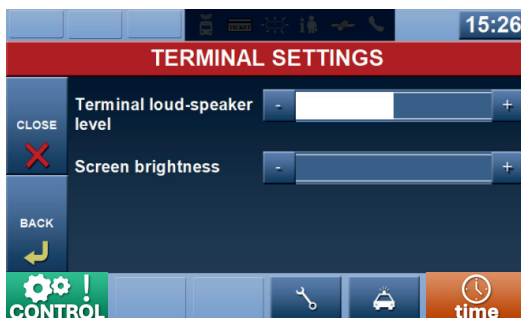 15:26
TERMINAL SETTINGS
CLOSE
Terminal loud-speaker
level
-
+
Screen brightness
-
+
BACK
CONTROL
time